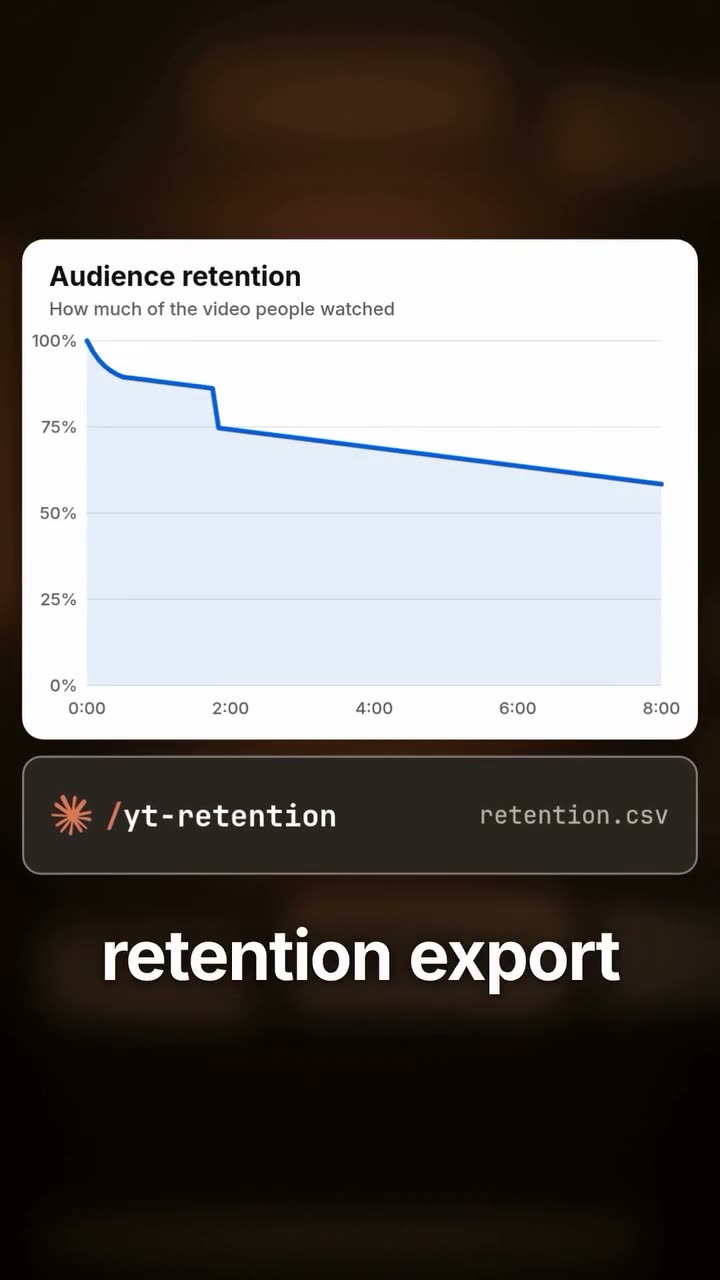 Audience retention
How much of the video people watched
100%
75%
50%
25%
0%
0:00 2:00 4:00 6:00 8:00
/yt-retention retention.csv
retention export